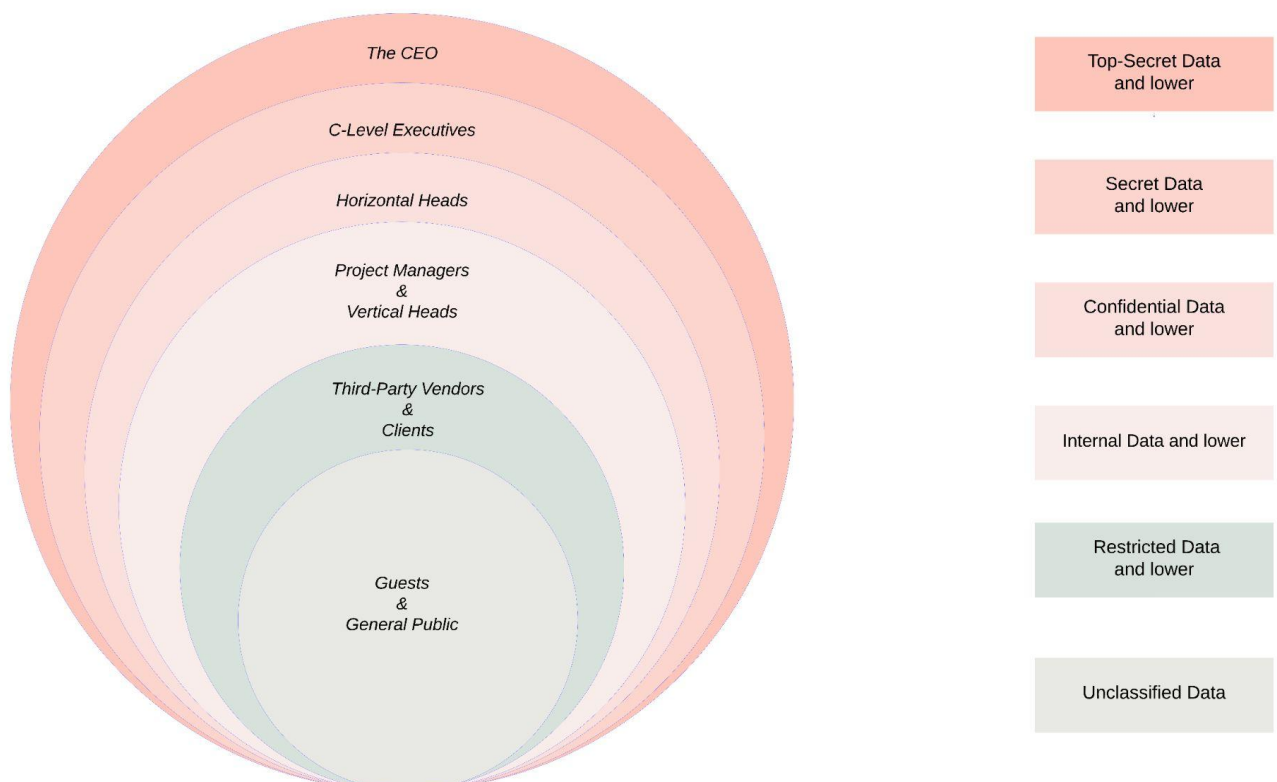 The CEO
C-Level Executives
Horizontal Heads
Project Managers
&
Vertical Heads
Third-Party Vendors
&
Clients
Guests
&
General Public
Top-Secret Data
and lower
Secret Data
and lower
Confidential Data
and lower
Internal Data and lower
Restricted Data
and lower
Unclassified Data